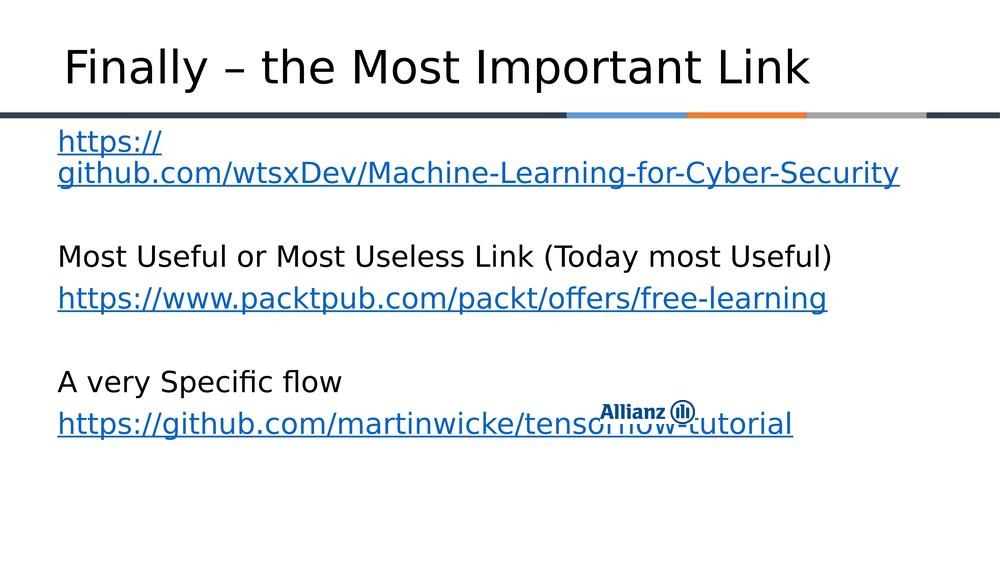 Finally – the Most Important Link
https://
github.com/wtsxDev/Machine-Learning-for-Cyber-Security
Most Useful or Most Useless Link (Today most Useful)
https://www.packtpub.com/packt/offers/free-learning
A very Specific flow
Allianz
https://github.com/martinwicke/tensorflow-tutorial